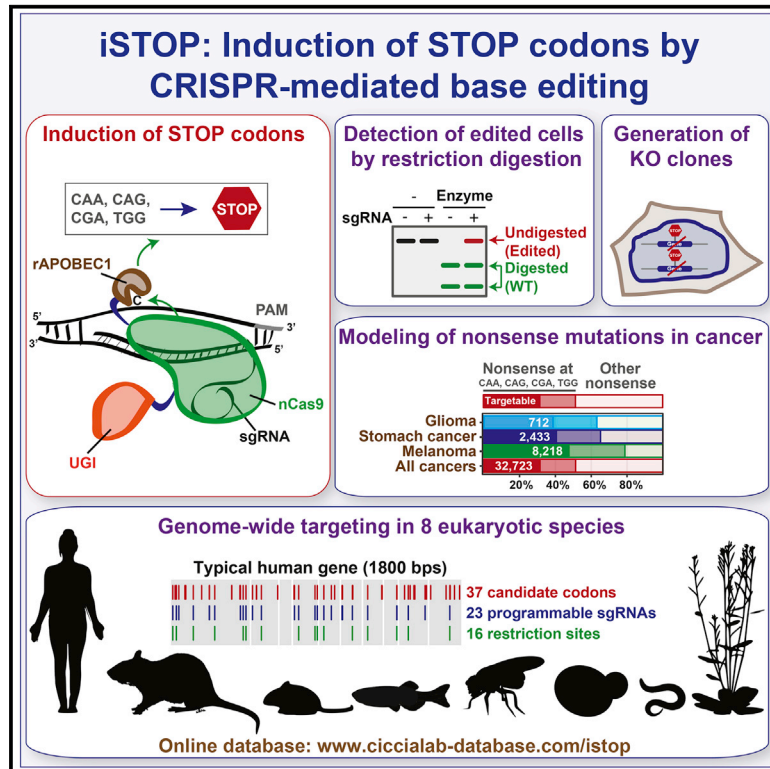 iSTOP: Induction of STOP codons by
CRISPR-mediated base editing
Induction of STOP codons
CAA, CAG,
CGA, TGG
STOP
rAPOBEC1
C
PAM
5’
3’
3’
5’
nCas9
sgRNA
UGI
Detection of edited cells
by restriction digestion
- Enzyme
sgRNA - + - +
Undigested
(Edited)
Digested
(WT)
Generation of
KO clones
STOP
Gene
STOP
Gene
Modeling of nonsense mutations in cancer
Nonsense at
CAA, CAG, CGA, TGG
Other
nonsense
Targetable
Glioma 712
Stomach cancer 2,433
Melanoma 8,218
All cancers 32,723
20% 40% 60% 80%
Genome-wide targeting in 8 eukaryotic species
Typical human gene (1800 bps)
37 candidate codons
23 programmable sgRNAs
16 restriction sites
Online database: www.ciccialab-database.com/istop